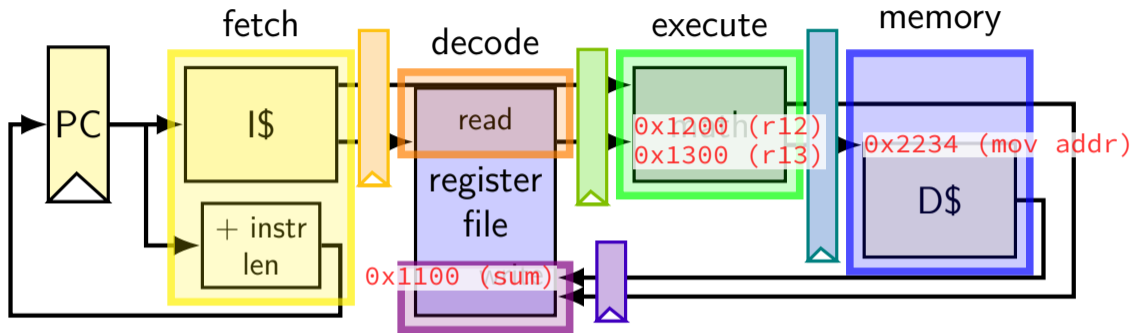 fetch
decode
execute
memory
PC
I$
+ instr
len
read
register
file
0x1100 (sum)
0x1200 (r12)
0x1300 (r13)
0x2234 (mov addr)
D$